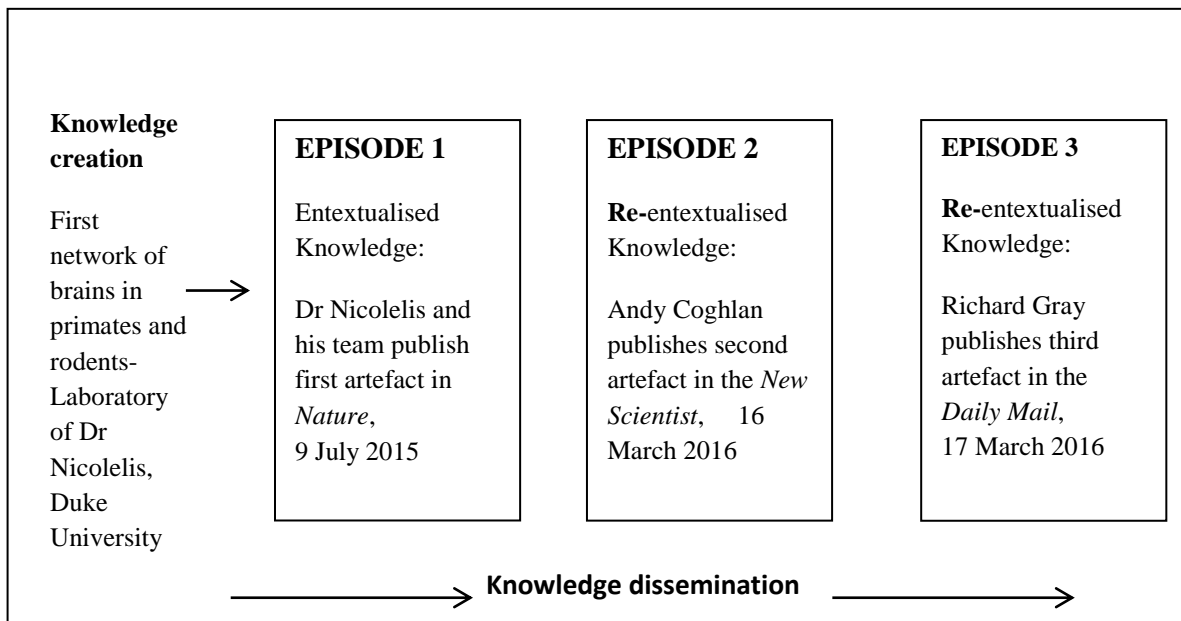 Knowledge
creation
First
network of
brains in
primates and
rodents-
Laboratory
of Dr
Nicolelis,
Duke
University
EPISODE 1
Entextualised
Knowledge:
Dr Nicolelis and
his team publish
first artefact in
Nature,
9 July 2015
EPISODE 2
Re-entextualised
Knowledge:
Andy Coghlan
publishes second
artefact in the New
Scientist, 16
March 2016
EPISODE 3
Re-entextualised
Knowledge:
Richard Gray
publishes third
artefact in the
Daily Mail,
17 March 2016
Knowledge dissemination